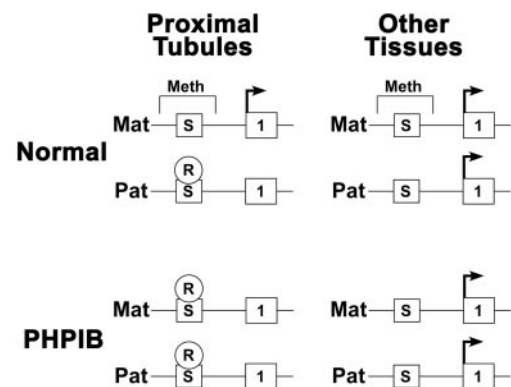 Proximal Tubules
Other Tissues
Meth
Meth
Mat S 1
Mat S 1
Normal
R
Pat S 1
Pat S 1
R
Mat S 1
Mat S 1
PHPIB
R
Pat S 1
Pat S 1